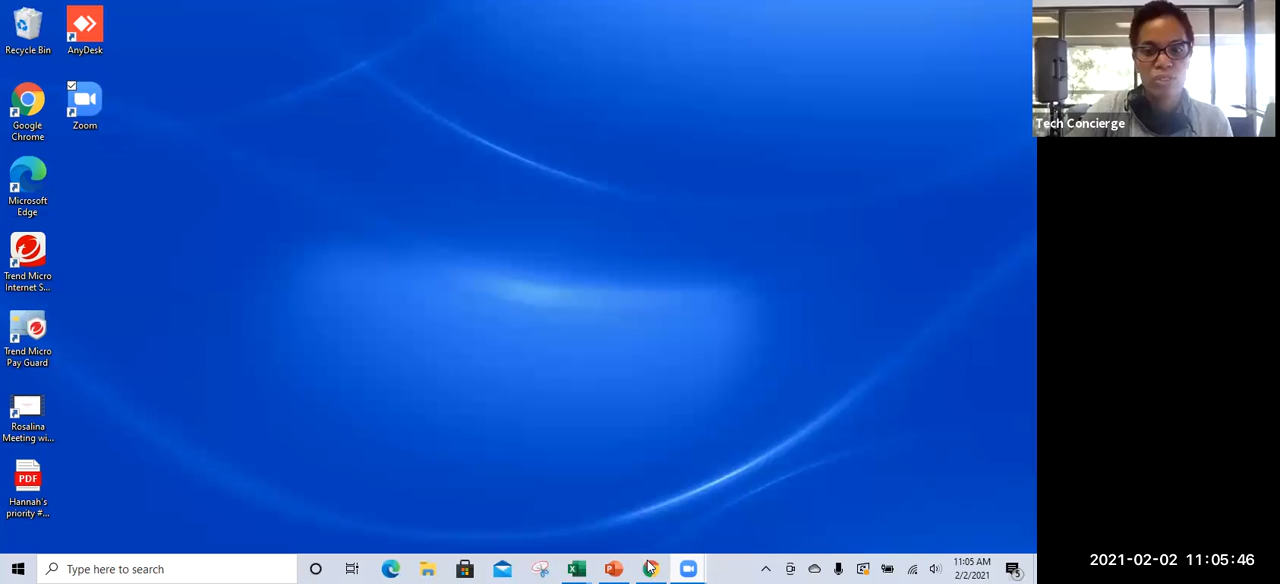 Recycle Bin
AnyDesk
Google
Chrome
Zoom
Microsoft
Edge
Trend Micro
Internet S...
Trend Micro
Pay Guard
Rosalina
Meeting wi...
PDF
Hannah's
priority #...
Type here to search
11:05 AM
2/2/2021
5
Tech Concierge
2021-02-02 11:05:46